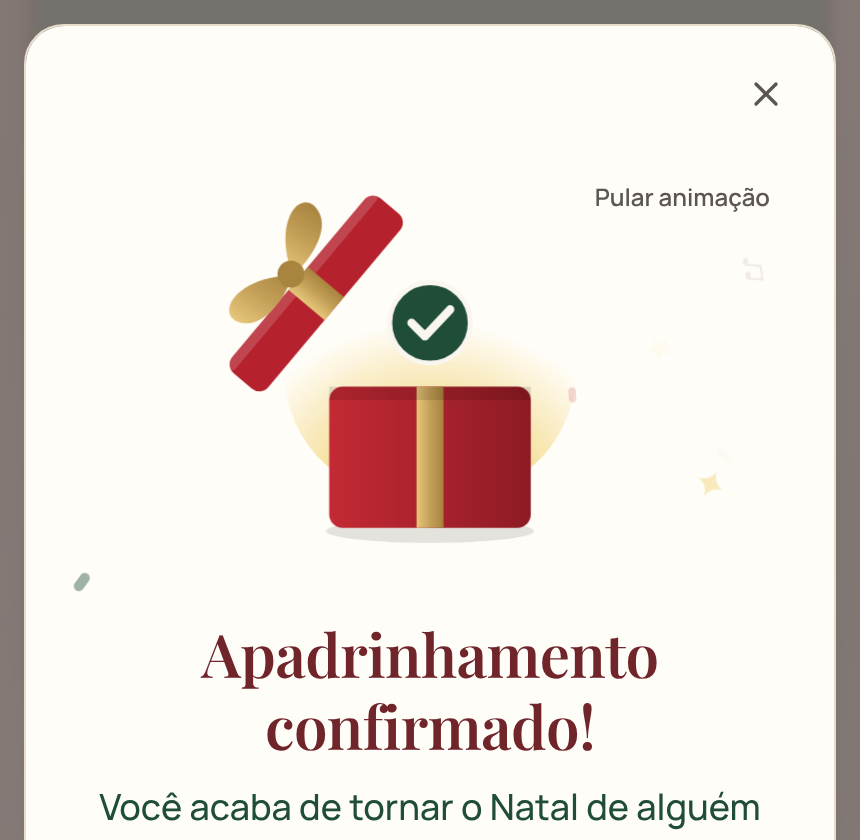 Pular animação
Apadrinhamento
confirmado!
Você acaba de tornar o Natal de alguém